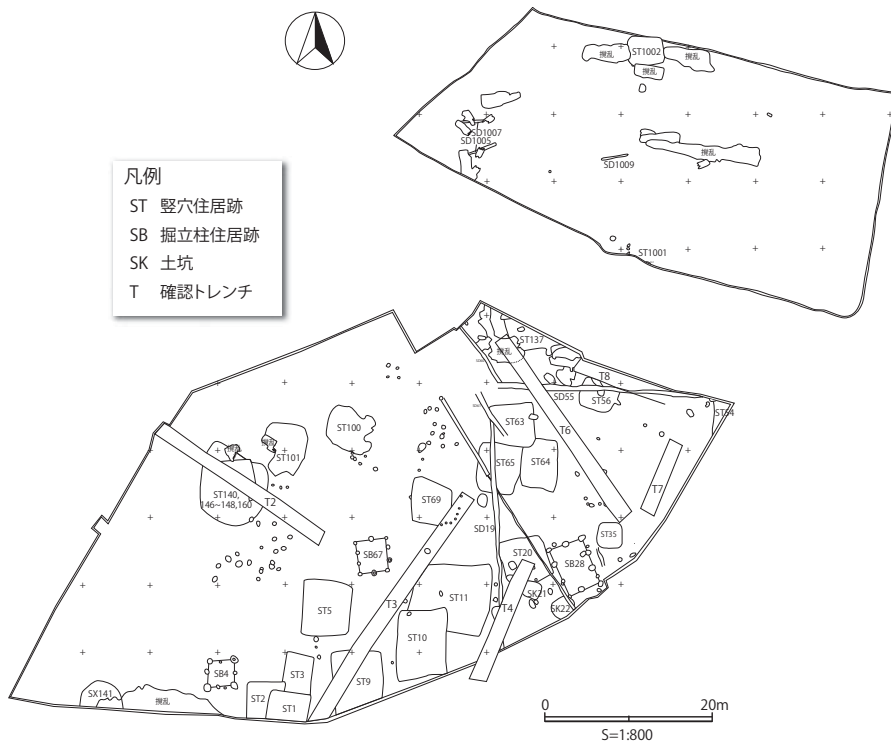 凡例
ST 竪穴住居跡
SB 掘立柱住居跡
SK 土坑
T 確認トレンチ
撹乱
ST1002
撹乱
撹乱
SD1007
SD1005
撹乱
SD1009
ST1001
ST137
撹乱
T8
SD55
ST56
ST54
ST63
T6
ST100
撹乱
ST101
撹乱
ST65
ST64
T7
ST140,
146~148,160
T2
ST69
SD19
ST35
SB67
ST20
SB28
ST5
T3
ST11
T4
SK21
SK22
ST10
SB4
ST3
ST9
SX141
撹乱
ST2
ST1
0
20m
S=1:800